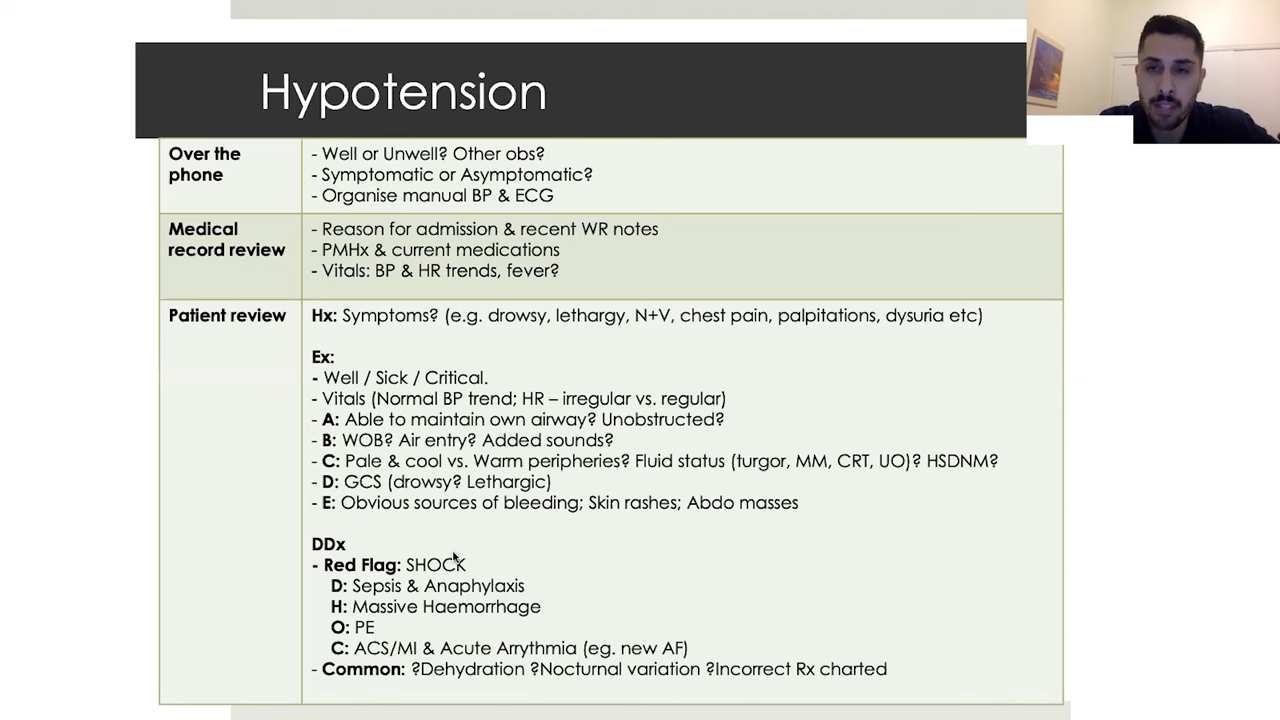 Hypotension
Over the
phone
- Well or Unwell? Other obs?
- Symptomatic or Asymptomatic?
- Organise manual BP & ECG
Medical
record review
- Reason for admission & recent WR notes
- PMHx & current medications
- Vitals: BP & HR trends, fever?
Patient review
Hx: Symptoms? (e.g. drowsy, lethargy, N+V, chest pain, palpitations, dysuria etc)
Ex:
- Well / Sick / Critical.
- Vitals (Normal BP trend; HR – irregular vs. regular)
- A: Able to maintain own airway? Unobstructed?
- B: WOB? Air entry? Added sounds?
- C: Pale & cool vs. Warm peripheries? Fluid status (turgor, MM, CRT, UO)? HSDNM?
- D: GCS (drowsy? Lethargic)
- E: Obvious sources of bleeding; Skin rashes; Abdo masses
DDx
- Red Flag: SHOCK
D: Sepsis & Anaphylaxis
H: Massive Haemorrhage
O: PE
C: ACS/MI & Acute Arrythmia (eg. new AF)
- Common: ?Dehydration ?Nocturnal variation ?Incorrect Rx charted